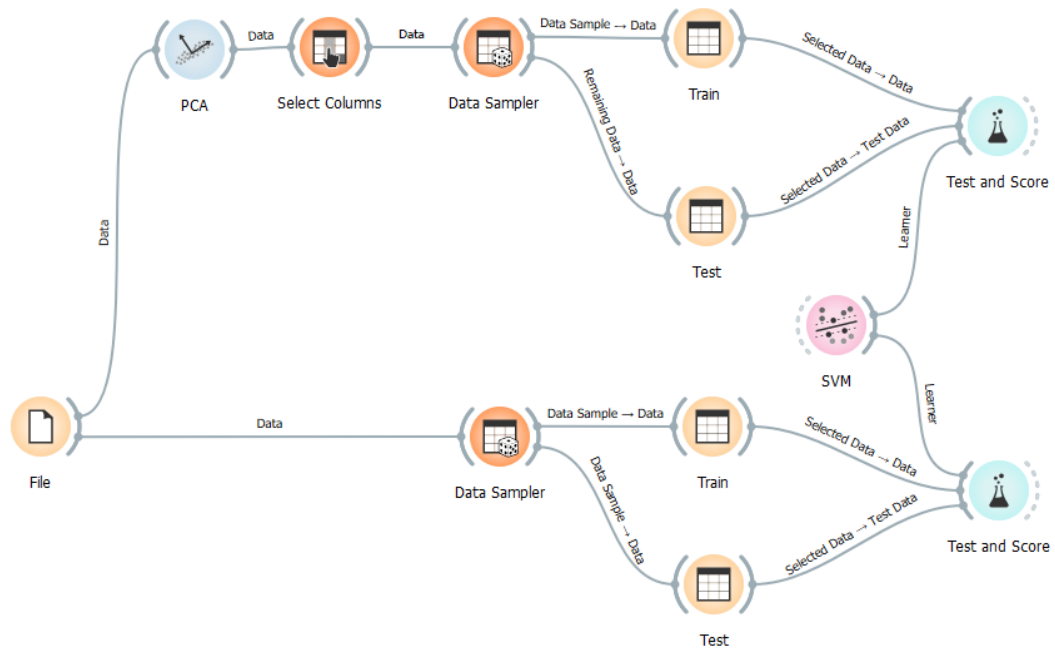 Data
PCA
Data
Select Columns
Data
Data Sampler
Data Sample → Data
Remaining Data → Data
Train
Test
Selected Data → Data
Selected Data → Test Data
Test and Score
Learner
SVM
Learner
File
Data
Data Sampler
Data Sample → Data
Data Sample → Data
Train
Test
Selected Data → Data
Selected Data → Test Data
Test and Score